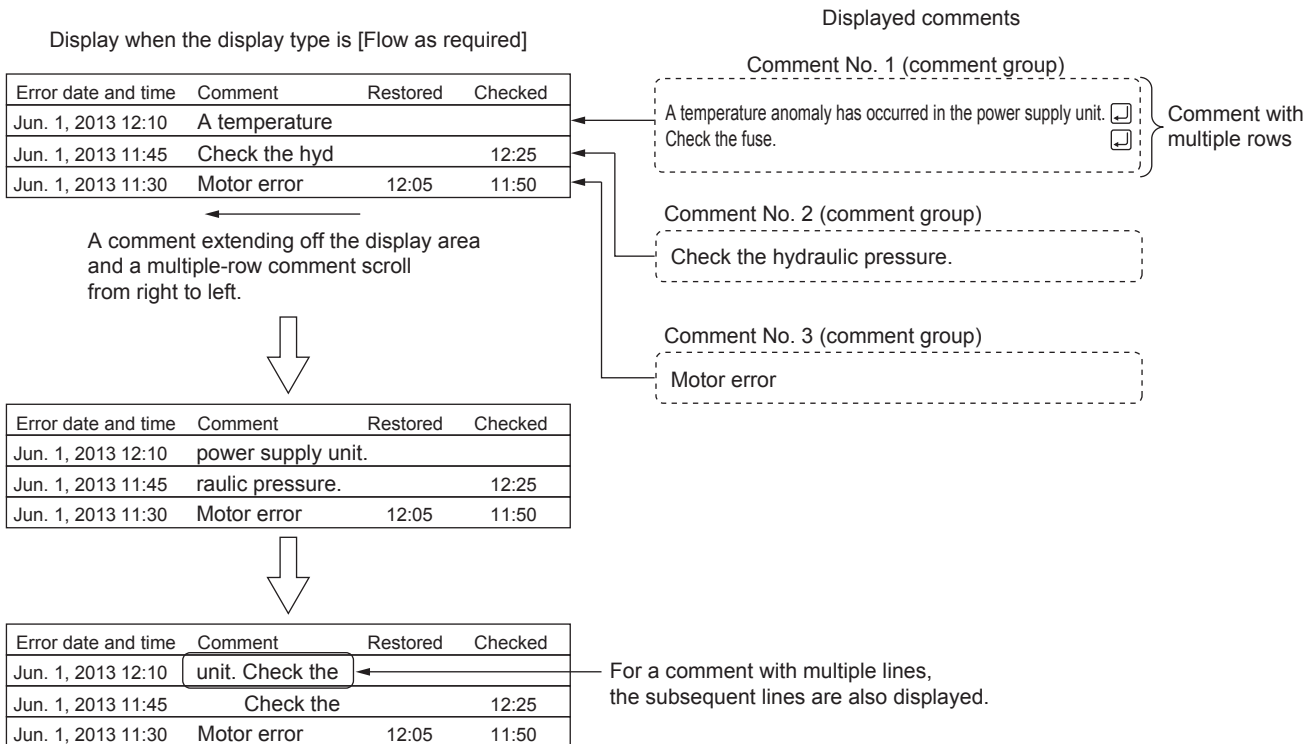 Displayed comments
Display when the display type is [Flow as required]
Comment No. 1 (comment group)
Error date and time Comment Restored Checked
Jun. 1, 2013 12:10 A temperature
Jun. 1, 2013 11:45 Check the hyd 12:25
Jun. 1, 2013 11:30 Motor error 12:05 11:50
A temperature anomaly has occurred in the power supply unit.
Check the fuse.
Comment with
multiple rows
A comment extending off the display area
and a multiple-row comment scroll
from right to left.
Comment No. 2 (comment group)
Check the hydraulic pressure.
Comment No. 3 (comment group)
Motor error
Error date and time Comment Restored Checked
Jun. 1, 2013 12:10 power supply unit.
Jun. 1, 2013 11:45 raulic pressure. 12:25
Jun. 1, 2013 11:30 Motor error 12:05 11:50
Error date and time Comment Restored Checked
Jun. 1, 2013 12:10 unit. Check the
Jun. 1, 2013 11:45 Check the 12:25
Jun. 1, 2013 11:30 Motor error 12:05 11:50
For a comment with multiple lines,
the subsequent lines are also displayed.